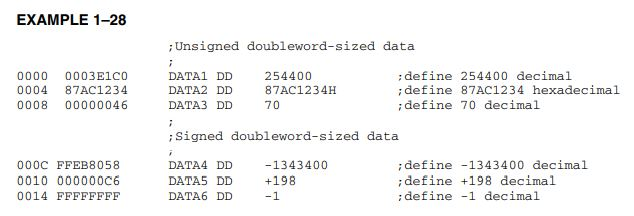 EXAMPLE 1–28
;Unsigned doubleword-sized data
;
0000 0003E1C0 DATA1 DD 254400 ;define 254400 decimal
0004 87AC1234 DATA2 DD 87AC1234H ;define 87AC1234 hexadecimal
0008 00000046 DATA3 DD 70 ;define 70 decimal
;
;Signed doubleword-sized data
;
000C FFEB8058 DATA4 DD -1343400 ;define -1343400 decimal
0010 000000C6 DATA5 DD +198 ;define +198 decimal
0014 FFFFFFFF DATA6 DD -1 ;define -1 decimal